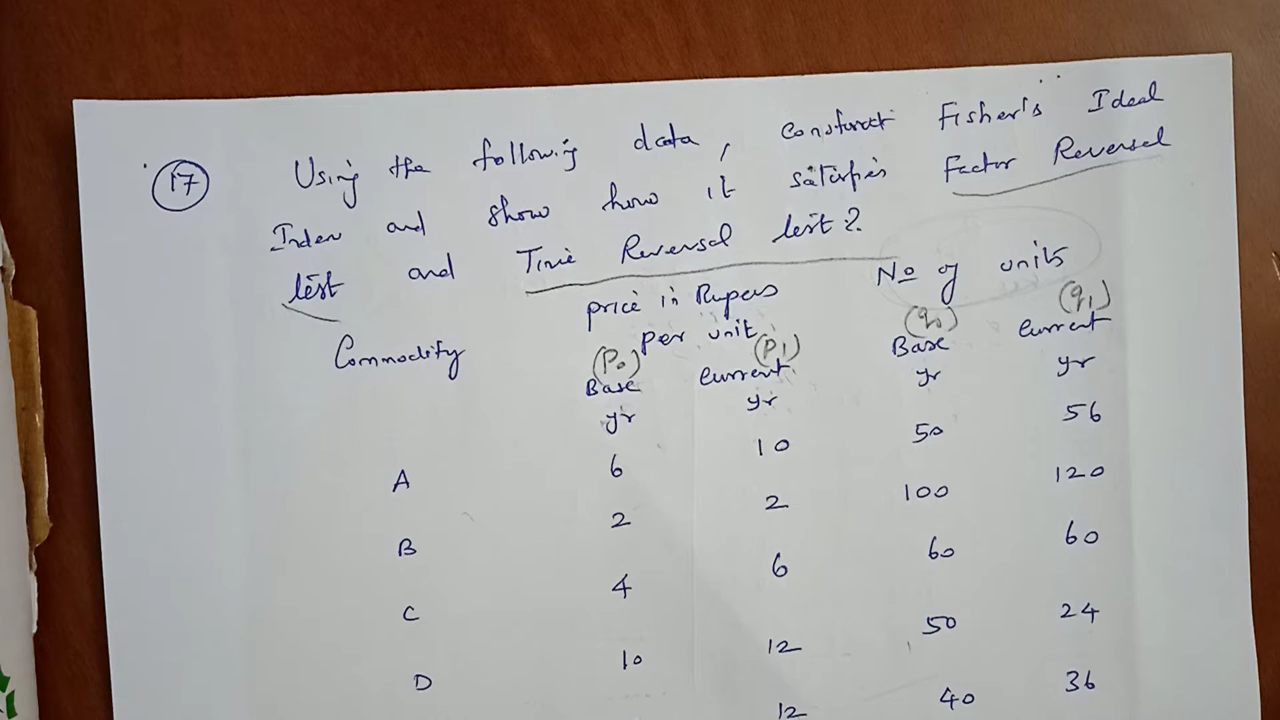 17 Using the following data, construct Fisher's Ideal
Index and show how it satisfies Factor Reversal
test and Time Reversal test?
Commodity price in Rupees per unit No of units
(P₀) Base yr (P₁) Current yr (q₀) Base yr (q₁) Current yr
A 6 10 50 56
B 2 2 100 120
C 4 6 60 60
D 10 12 50 24
12 40 36